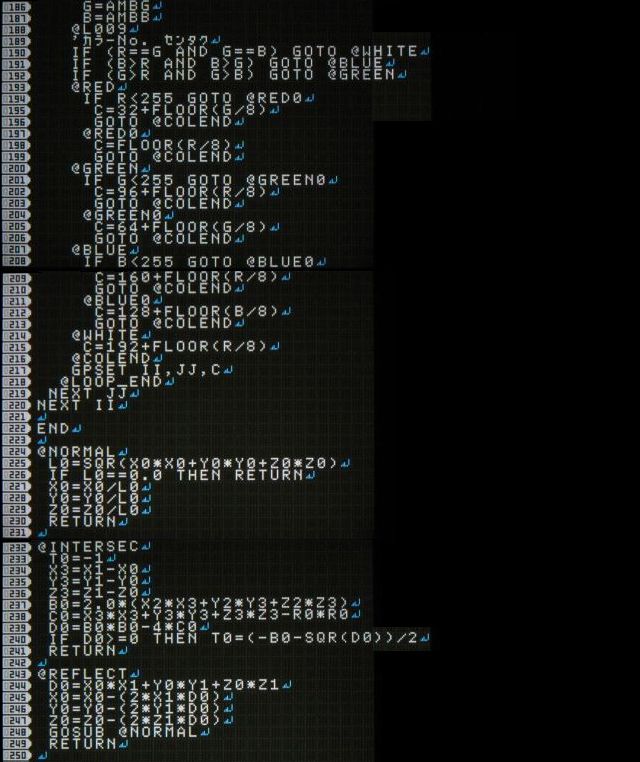 186 G=AMBG
187 B=AMBB
188 @L009
189 'カラーNo. センタク
190 IF (R==G AND G==B) GOTO @WHITE
191 IF (B>R AND B>G) GOTO @BLUE
192 IF (G>R AND G>B) GOTO @GREEN
193 @RED
194 IF R<255 GOTO @RED0
195 C=32+FLOOR(G/8)
196 GOTO @COLEND
197 @RED0
198 C=FLOOR(R/8)
199 GOTO @COLEND
200 @GREEN
201 IF G<255 GOTO @GREEN0
202 C=96+FLOOR(R/8)
203 GOTO @COLEND
204 @GREEN0
205 C=64+FLOOR(G/8)
206 GOTO @COLEND
207 @BLUE
208 IF B<255 GOTO @BLUE0
209 C=160+FLOOR(R/8)
210 GOTO @COLEND
211 @BLUE0
212 C=128+FLOOR(B/8)
213 GOTO @COLEND
214 @WHITE
215 C=192+FLOOR(R/8)
216 @COLEND
217 GPSET II,JJ,C
218 @LOOP_END
219 NEXT JJ
220 NEXT II
221
222 END
223
224 @NORMAL
225 L0=SQR(X0*X0+Y0*Y0+Z0*Z0)
226 IF L0==0.0 THEN RETURN
227 X0=X0/L0
228 Y0=Y0/L0
229 Z0=Z0/L0
230 RETURN
231
232 @INTERSEC
233 T0=-1
234 X3=X1-X0
235 Y3=Y1-Y0
236 Z3=Z1-Z0
237 B0=2.0*(X2*X3+Y2*Y3+Z2*Z3)
238 C0=X3*X3+Y3*Y3+Z3*Z3-R0*R0
239 D0=B0*B0-4*C0
240 IF D0>=0 THEN T0=(-B0-SQR(D0))/2
241 RETURN
242
243 @REFLECT
244 D0=X0*X1+Y0*Y1+Z0*Z1
245 X0=X0-(2*X1*D0)
246 Y0=Y0-(2*Y1*D0)
247 Z0=Z0-(2*Z1*D0)
248 GOSUB @NORMAL
249 RETURN
250